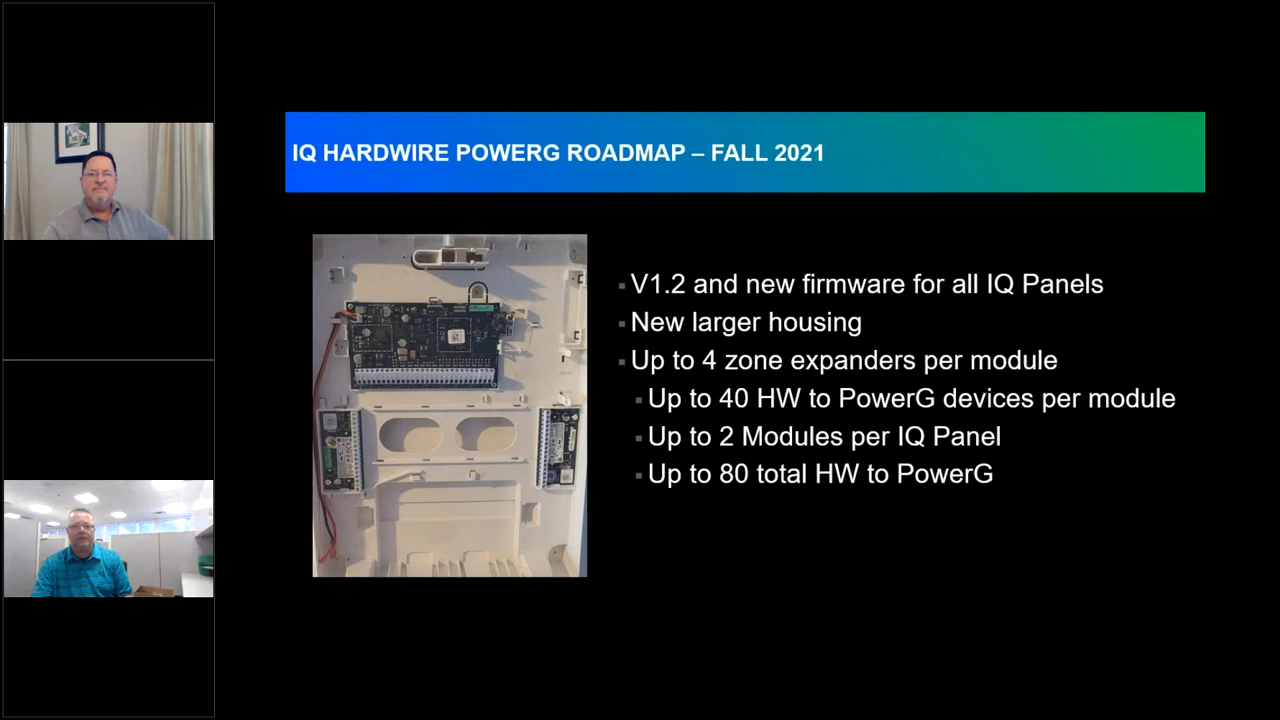 IQ HARDWIRE POWERG ROADMAP – FALL 2021
V1.2 and new firmware for all IQ Panels
New larger housing
Up to 4 zone expanders per module
Up to 40 HW to PowerG devices per module
Up to 2 Modules per IQ Panel
Up to 80 total HW to PowerG